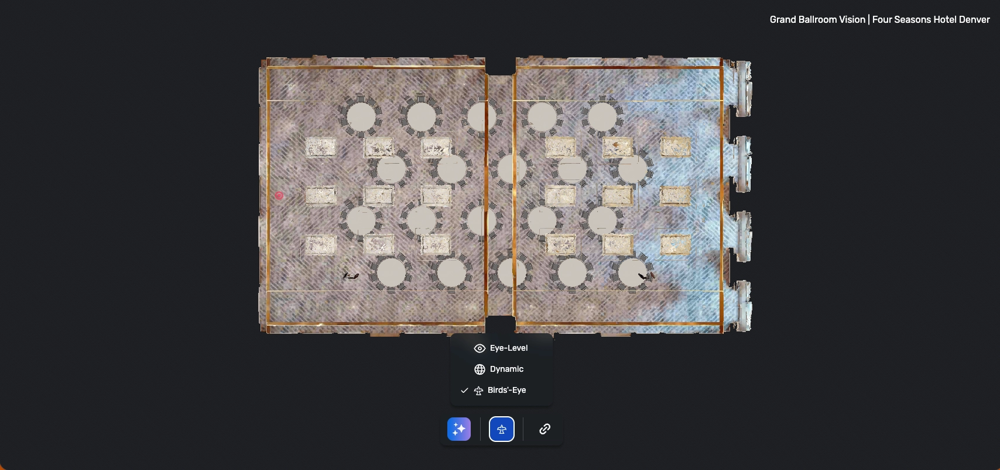 Grand Ballroom Vision | Four Seasons Hotel Denver
Eye-Level
Dynamic
Birds'-Eye